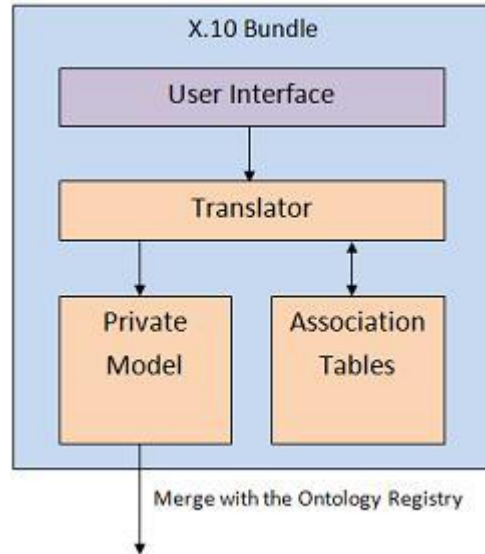 X.10 Bundle
User Interface
Translator
Private
Model
Association
Tables
Merge with the Ontology Registry